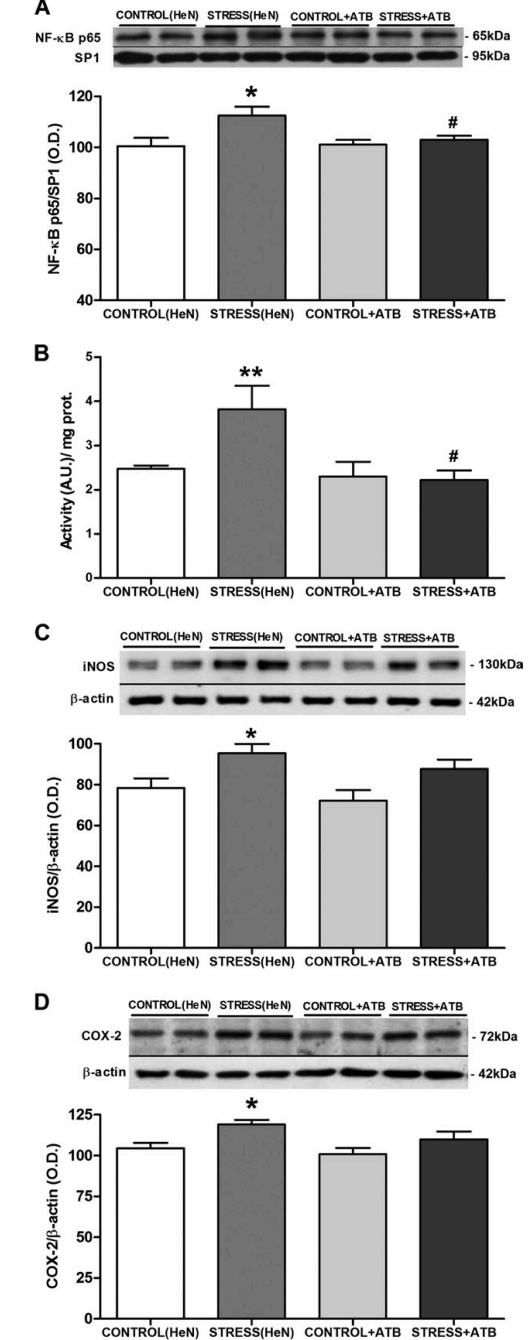 A
CONTROL(HeN) STRESS(HeN) CONTROL+ATB STRESS+ATB
NF-κB p65 - 65kDa
SP1 - 95kDa
NF-κB p65/SP1 (O.D.)
120
100
80
60
40
*
#
CONTROL(HeN) STRESS(HeN) CONTROL+ATB STRESS+ATB
B
Activity (A.U.)/ mg prot.
5
4
3
2
1
0
**
#
CONTROL(HeN) STRESS(HeN) CONTROL+ATB STRESS+ATB
C
CONTROL(HeN) STRESS(HeN) CONTROL+ATB STRESS+ATB
iNOS - 130kDa
β-actin - 42kDa
iNOS/β-actin (O.D.)
100
80
60
40
20
0
*
CONTROL(HeN) STRESS(HeN) CONTROL+ATB STRESS+ATB
D
CONTROL(HeN) STRESS(HeN) CONTROL+ATB STRESS+ATB
COX-2 - 72kDa
β-actin - 42kDa
COX-2/β-actin (O.D.)
125
100
75
50
25
0
*
CONTROL(HeN) STRESS(HeN) CONTROL+ATB STRESS+ATB